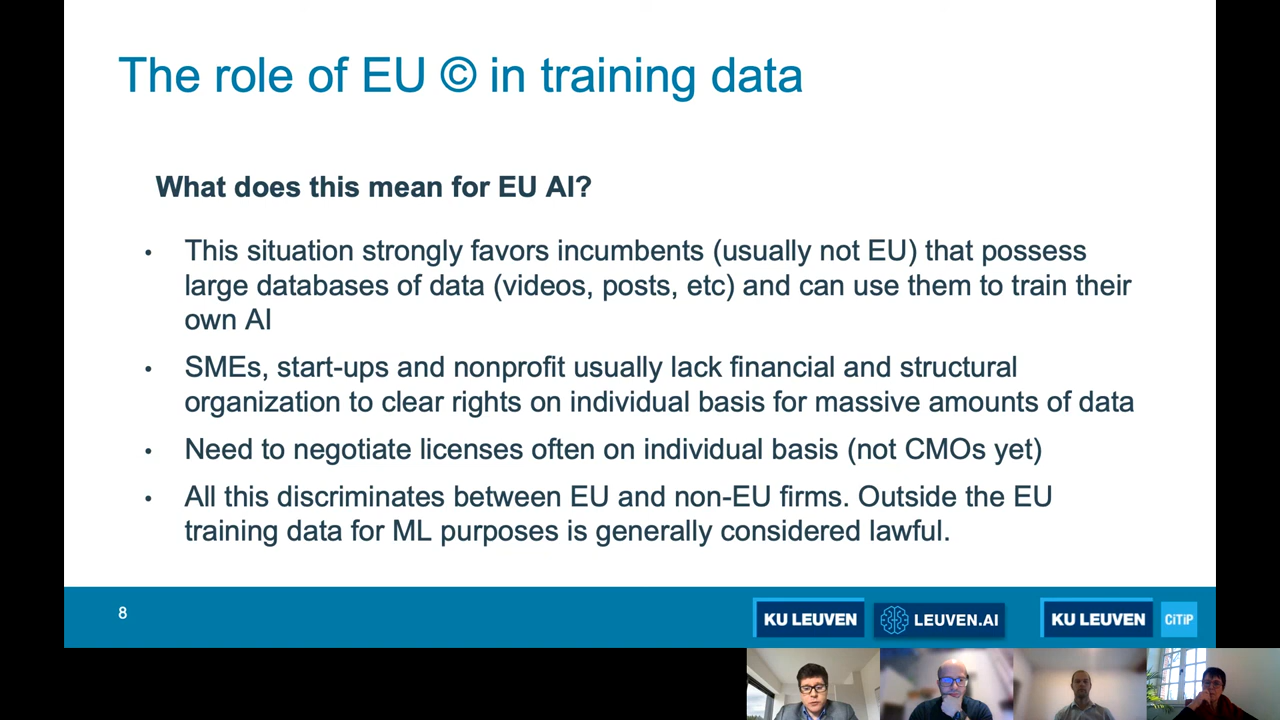 The role of EU © in training data
What does this mean for EU AI?
• This situation strongly favors incumbents (usually not EU) that possess
large databases of data (videos, posts, etc) and can use them to train their
own AI
• SMEs, start-ups and nonprofit usually lack financial and structural
organization to clear rights on individual basis for massive amounts of data
• Need to negotiate licenses often on individual basis (not CMOs yet)
• All this discriminates between EU and non-EU firms. Outside the EU
training data for ML purposes is generally considered lawful.
8
KU LEUVEN
LEUVEN.AI
KU LEUVEN
CiTiP